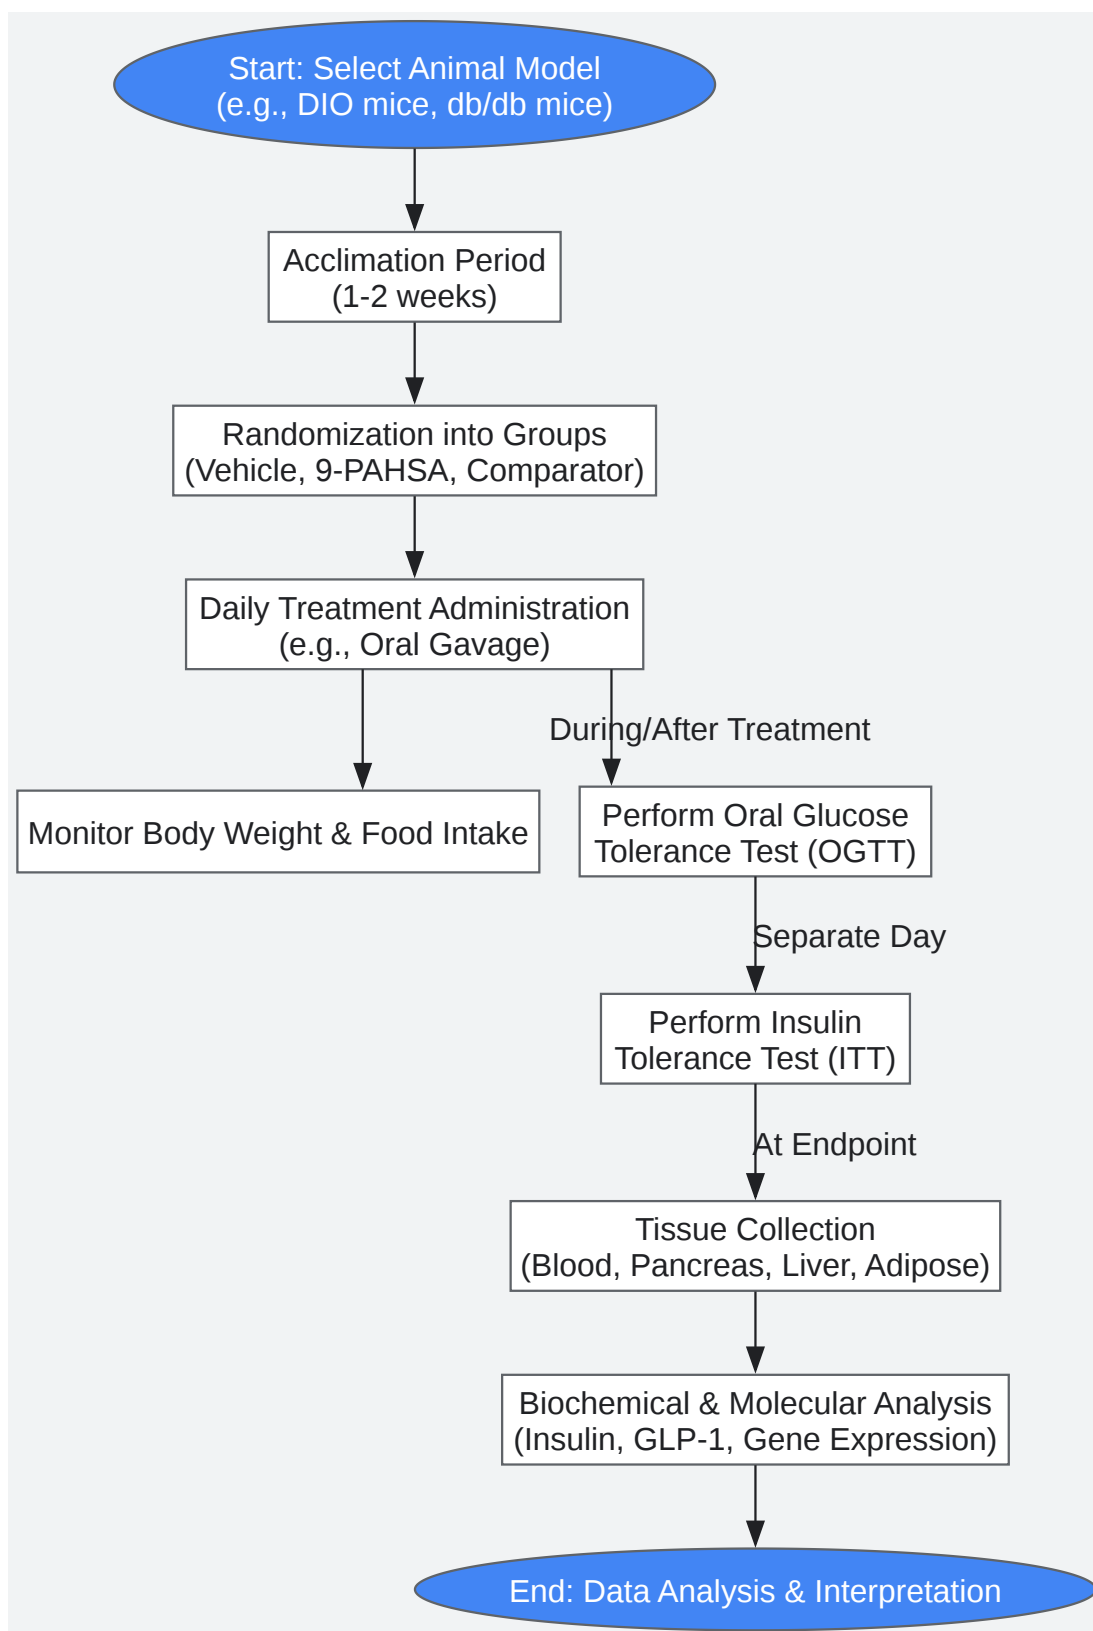 Start: Select Animal Model
(e.g., DIO mice, db/db mice)
Acclimation Period
(1-2 weeks)
Randomization into Groups
(Vehicle, 9-PAHSA, Comparator)
Daily Treatment Administration
(e.g., Oral Gavage)
During/After Treatment
Monitor Body Weight & Food Intake
Perform Oral Glucose
Tolerance Test (OGTT)
Separate Day
Perform Insulin
Tolerance Test (ITT)
At Endpoint
Tissue Collection
(Blood, Pancreas, Liver, Adipose)
Biochemical & Molecular Analysis
(Insulin, GLP-1, Gene Expression)
End: Data Analysis & Interpretation